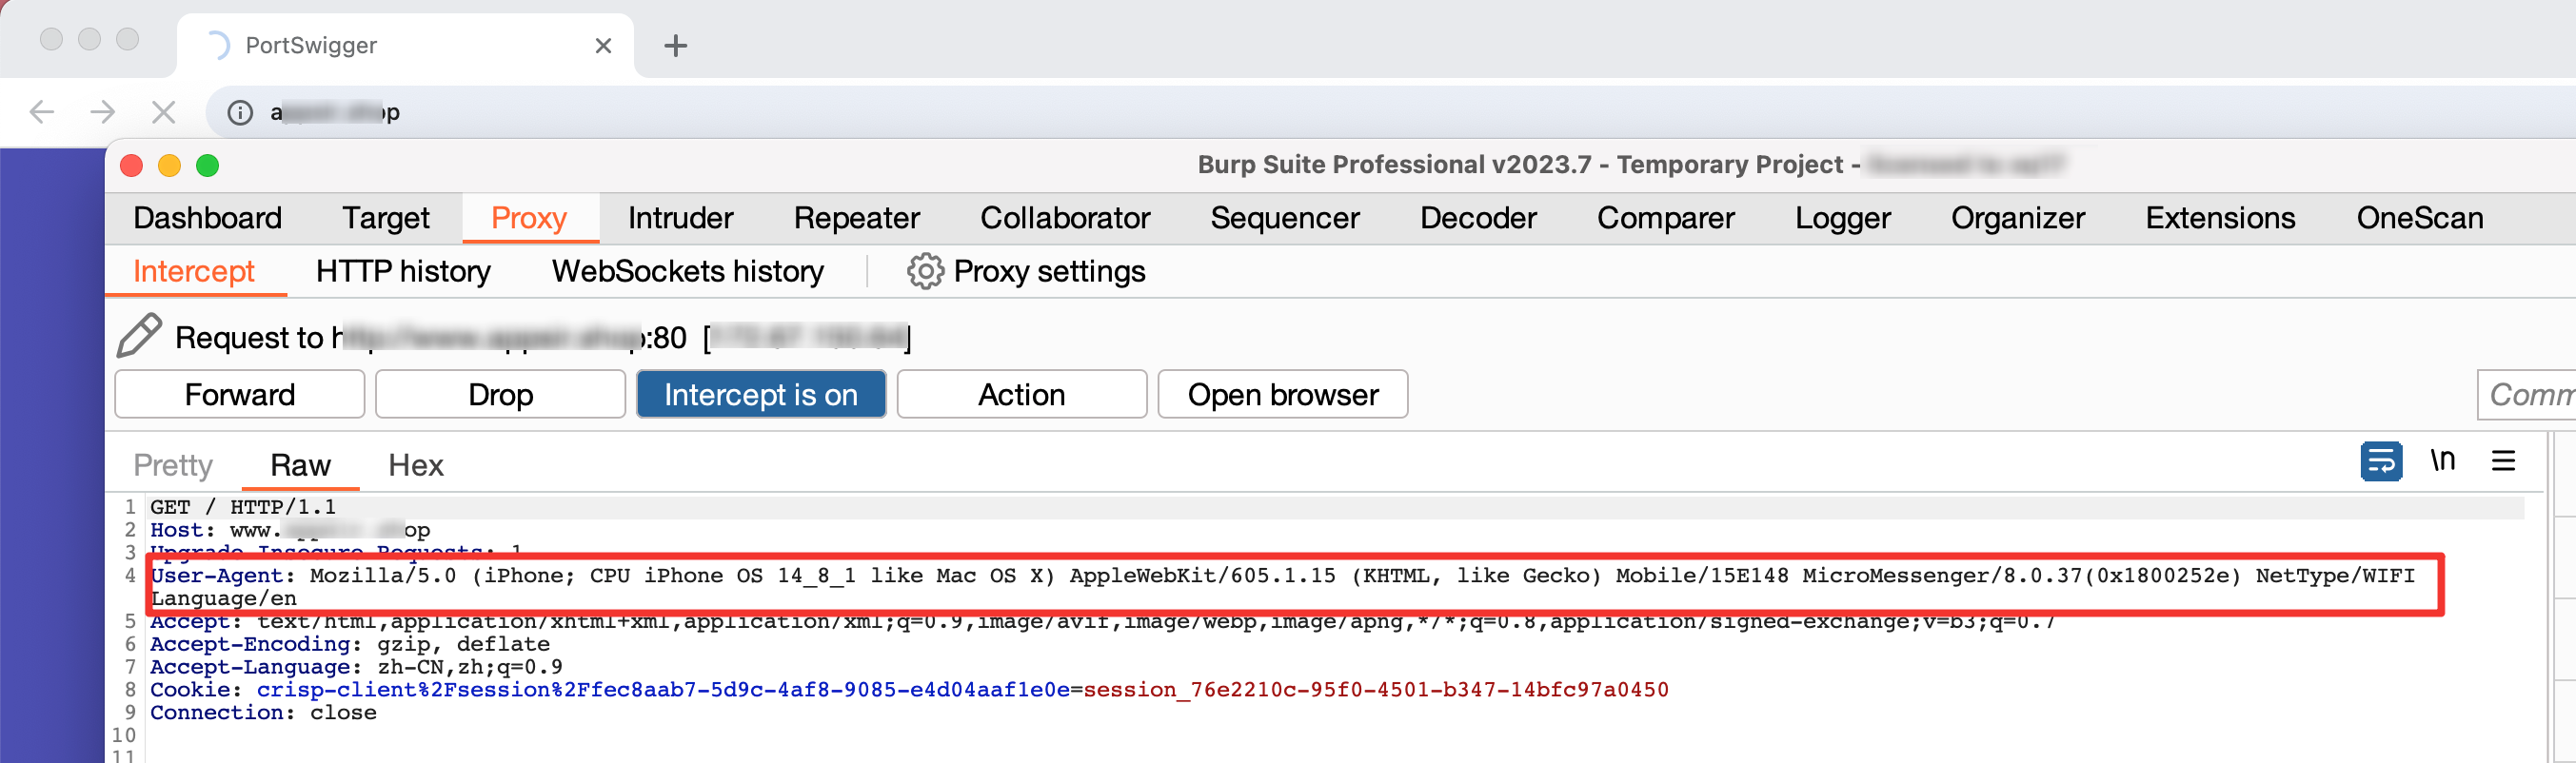 PortSwigger
Burp Suite Professional v2023.7 - Temporary Project -
Dashboard Target Proxy Intruder Repeater Collaborator Sequencer Decoder Comparer Logger Organizer Extensions OneScan
Intercept HTTP history WebSockets history Proxy settings
Request to :80 [ ]
Forward Drop Intercept is on Action Open browser Comm
Pretty Raw Hex \n
1 GET / HTTP/1.1
2 Host: www. op
3 Upgrade-Insecure-Requests: 1
4 User-Agent: Mozilla/5.0 (iPhone; CPU iPhone OS 14_8_1 like Mac OS X) AppleWebKit/605.1.15 (KHTML, like Gecko) Mobile/15E148 MicroMessenger/8.0.37(0x1800252e) NetType/WIFI
Language/en
5 Accept: text/html,application/xhtml+xml,application/xml;q=0.9,image/avif,image/webp,image/apng,*/*;q=0.8,application/signed-exchange;v=b3;q=0.7
6 Accept-Encoding: gzip, deflate
7 Accept-Language: zh-CN,zh;q=0.9
8 Cookie: crisp-client%2Fsession%2Ffec8aab7-5d9c-4af8-9085-e4d04aaf1e0e=session_76e2210c-95f0-4501-b347-14bfc97a0450
9 Connection: close
10
11